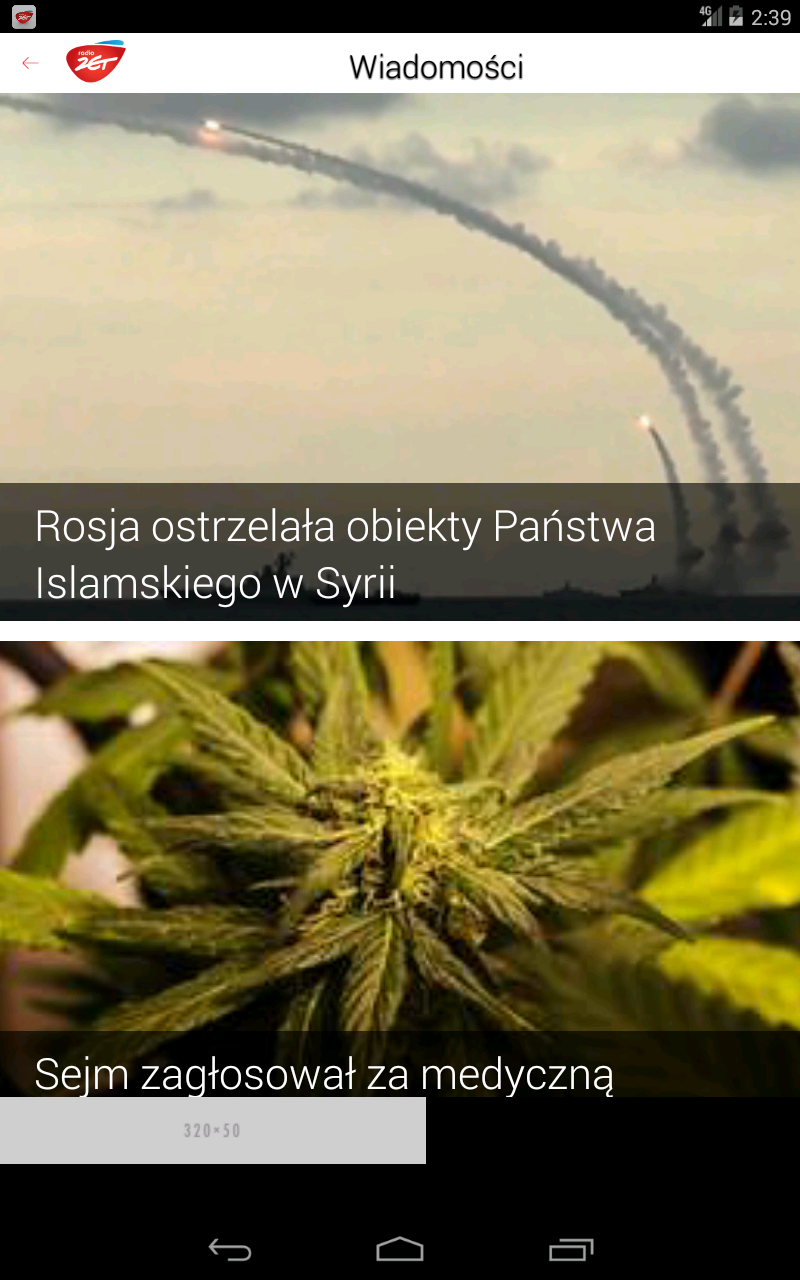 4G
2:39
radio
ZET
Wiadomości
Rosja ostrzelała obiekty Państwa
Islamskiego w Syrii
Sejm zagłosował za medyczną
320×50